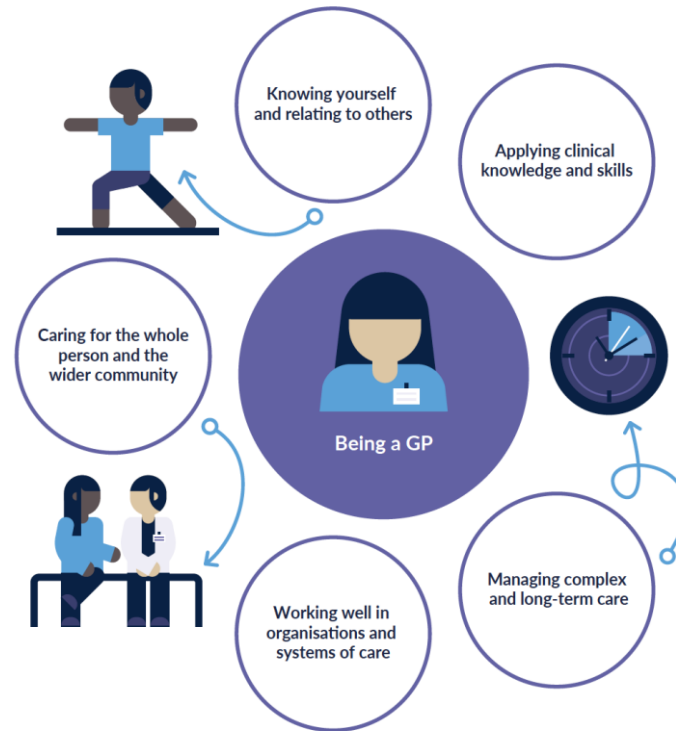 Knowing yourself
and relating to others
Applying clinical
knowledge and skills
Caring for the whole
person and the
wider community
Being a GP
Managing complex
and long-term care
Working well in
organisations and
systems of care